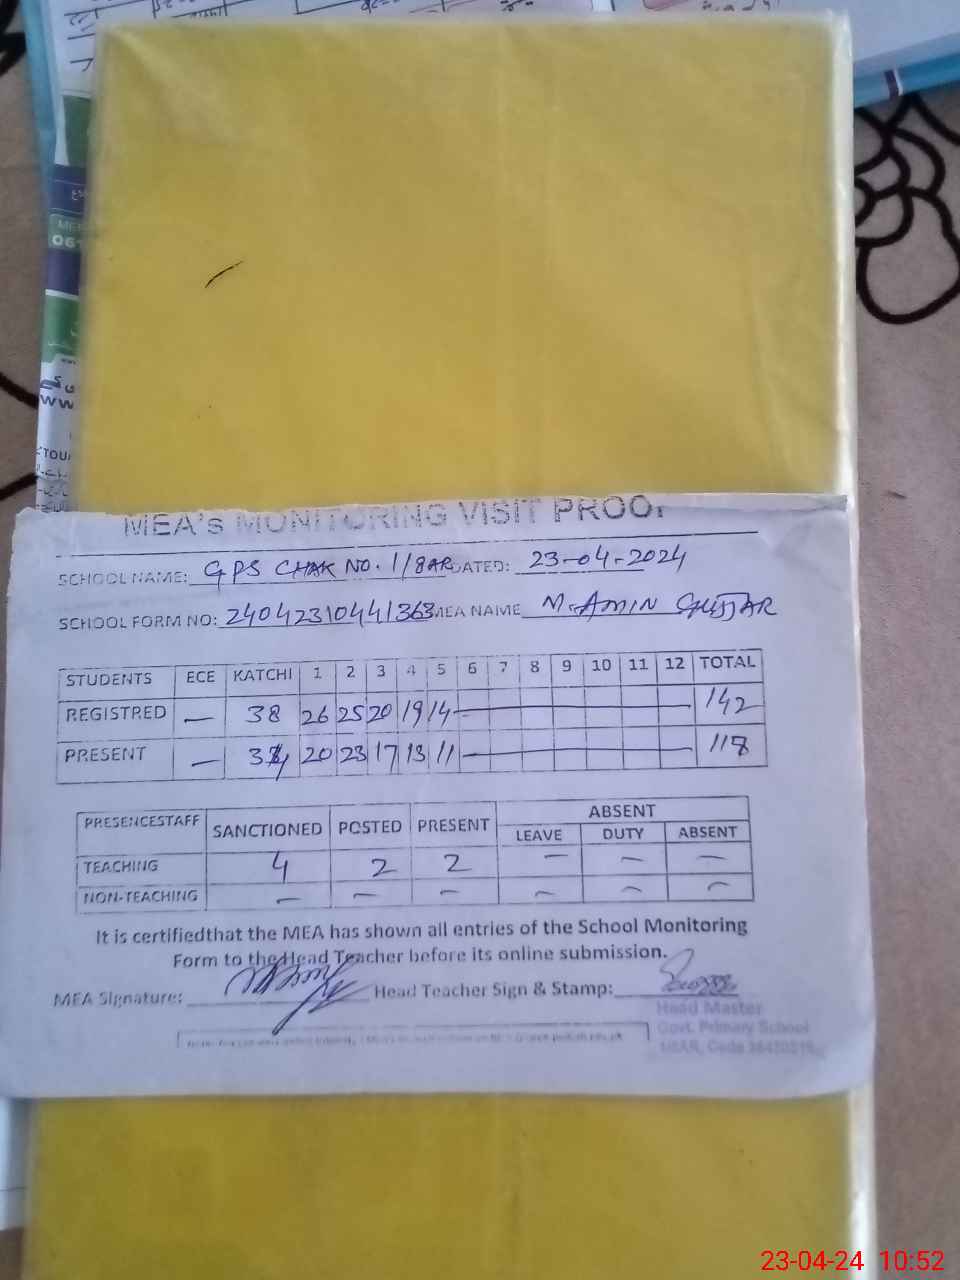 MEA's MONITORING VISIT PROOF
SCHOOL NAME: GPS CHAK NO. 1/8AR DATED: 23-04-2024
SCHOOL FORM NO: 24042310441363 MEA NAME M. AMIN GUJJAR
STUDENTS ECE KATCHI 1 2 3 4 5 6 7 8 9 10 11 12 TOTAL
REGISTRED — 38 26 25 20 19 14 — 142
PRESENT — 34 20 23 17 13 11 — 118
PRESENCESTAFF SANCTIONED POSTED PRESENT ABSENT
LEAVE DUTY ABSENT
TEACHING 4 2 2 — — —
NON-TEACHING — — — — — —
It is certifiedthat the MEA has shown all entries of the School Monitoring
Form to the Head Teacher before its online submission.
MEA Signature: Head Teacher Sign & Stamp:
Head Master
Govt. Primary School
1/8AR, Code
23-04-24 10:52